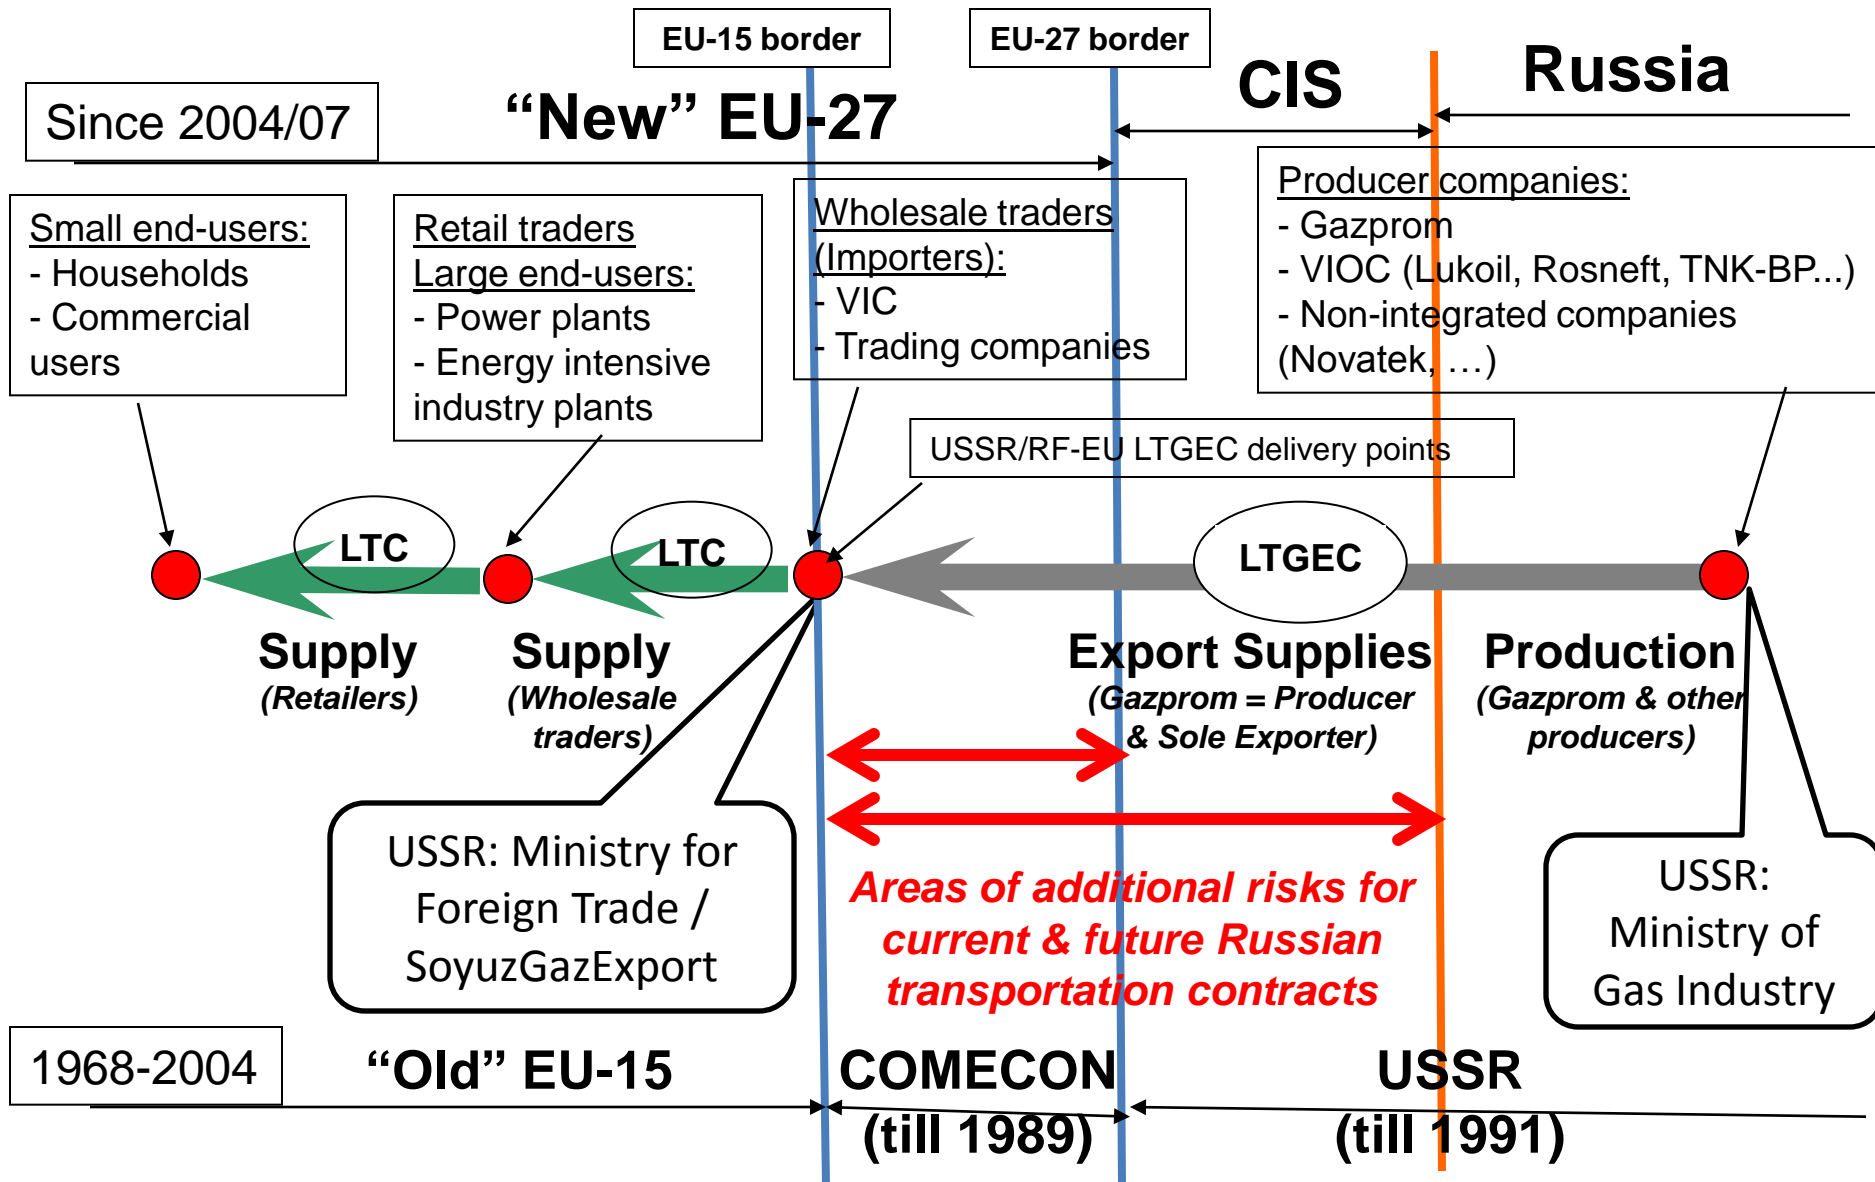 EU-15 border
EU-27 border
CIS
Russia
Since 2004/07
“New” EU-27
Small end-users:
- Households
- Commercial
users
Retail traders
Large end-users:
- Power plants
- Energy intensive
industry plants
Wholesale traders
(Importers):
- VIC
- Trading companies
Producer companies:
- Gazprom
- VIOC (Lukoil, Rosneft, TNK-BP...)
- Non-integrated companies
(Novatek, …)
USSR/RF-EU LTGEC delivery points
LTC
LTC
LTGEC
Supply
(Retailers)
Supply
(Wholesale
traders)
Export Supplies
(Gazprom = Producer
& Sole Exporter)
Production
(Gazprom & other
producers)
USSR: Ministry for
Foreign Trade /
SoyuzGazExport
Areas of additional risks for
current & future Russian
transportation contracts
USSR:
Ministry of
Gas Industry
1968-2004
“Old” EU-15
COMECON
(till 1989)
USSR
(till 1991)